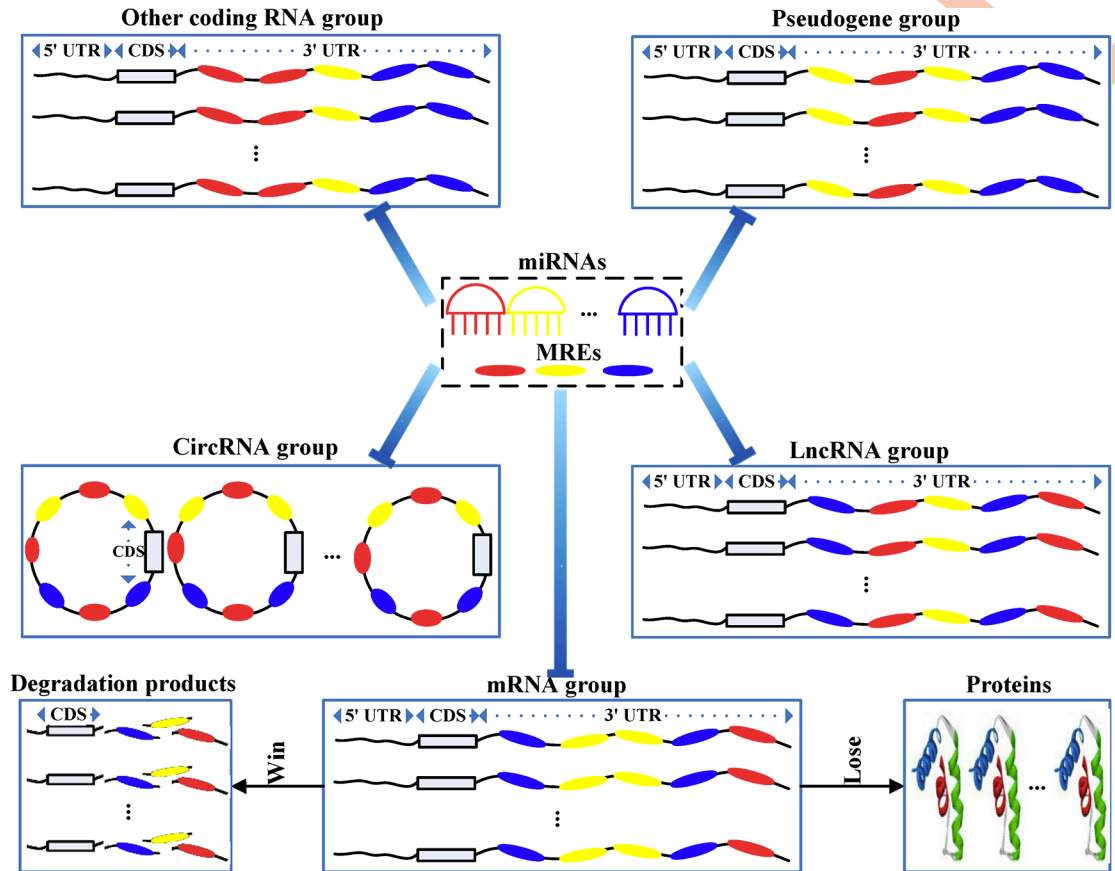 Other coding RNA group
5' UTR CDS 3' UTR
...
Pseudogene group
5' UTR CDS 3' UTR
...
miRNAs
...
MREs
CircRNA group
CDS
...
LncRNA group
5' UTR CDS 3' UTR
...
Degradation products
CDS
...
Win
mRNA group
5' UTR CDS 3' UTR
...
Lose
Proteins
...